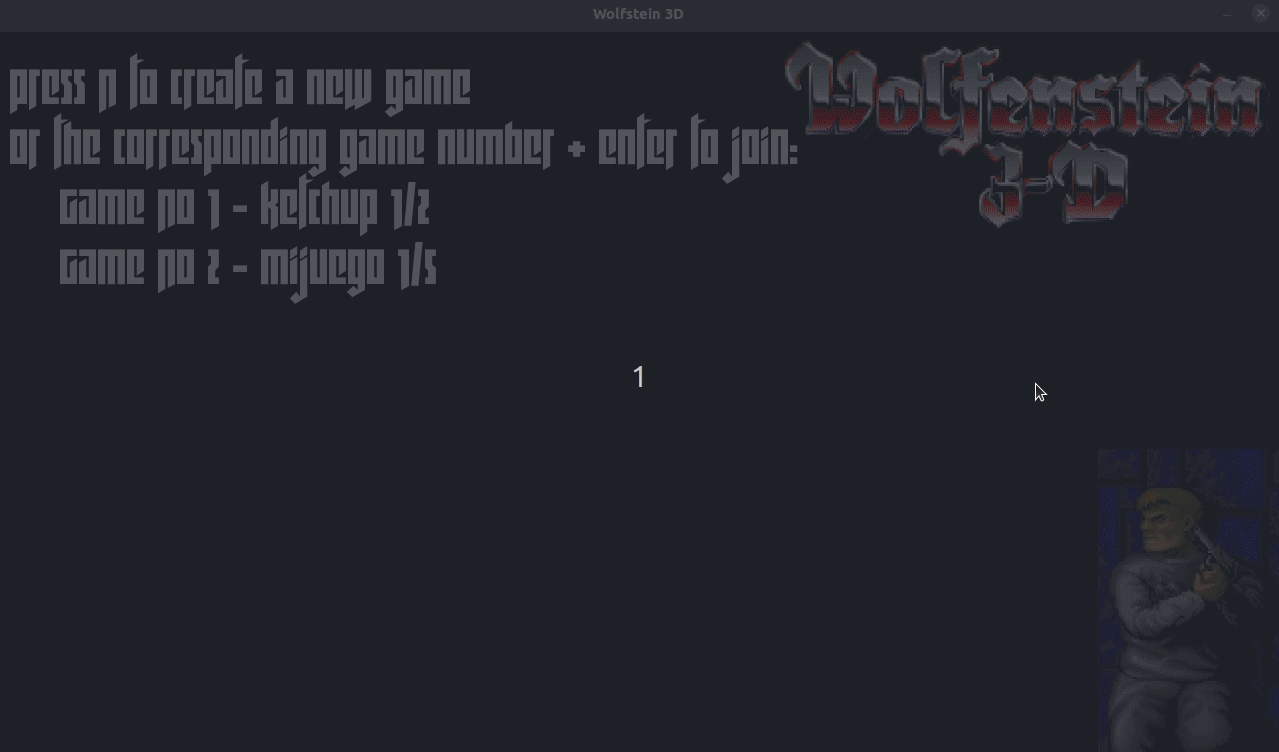 Wolfstein 3D
press n to create a new game
or the corresponding game number + enter to join:
Game no 1 - ketchup 1/2
Game no 2 - mijuego 1/5
Wolfenstein
3-D
1